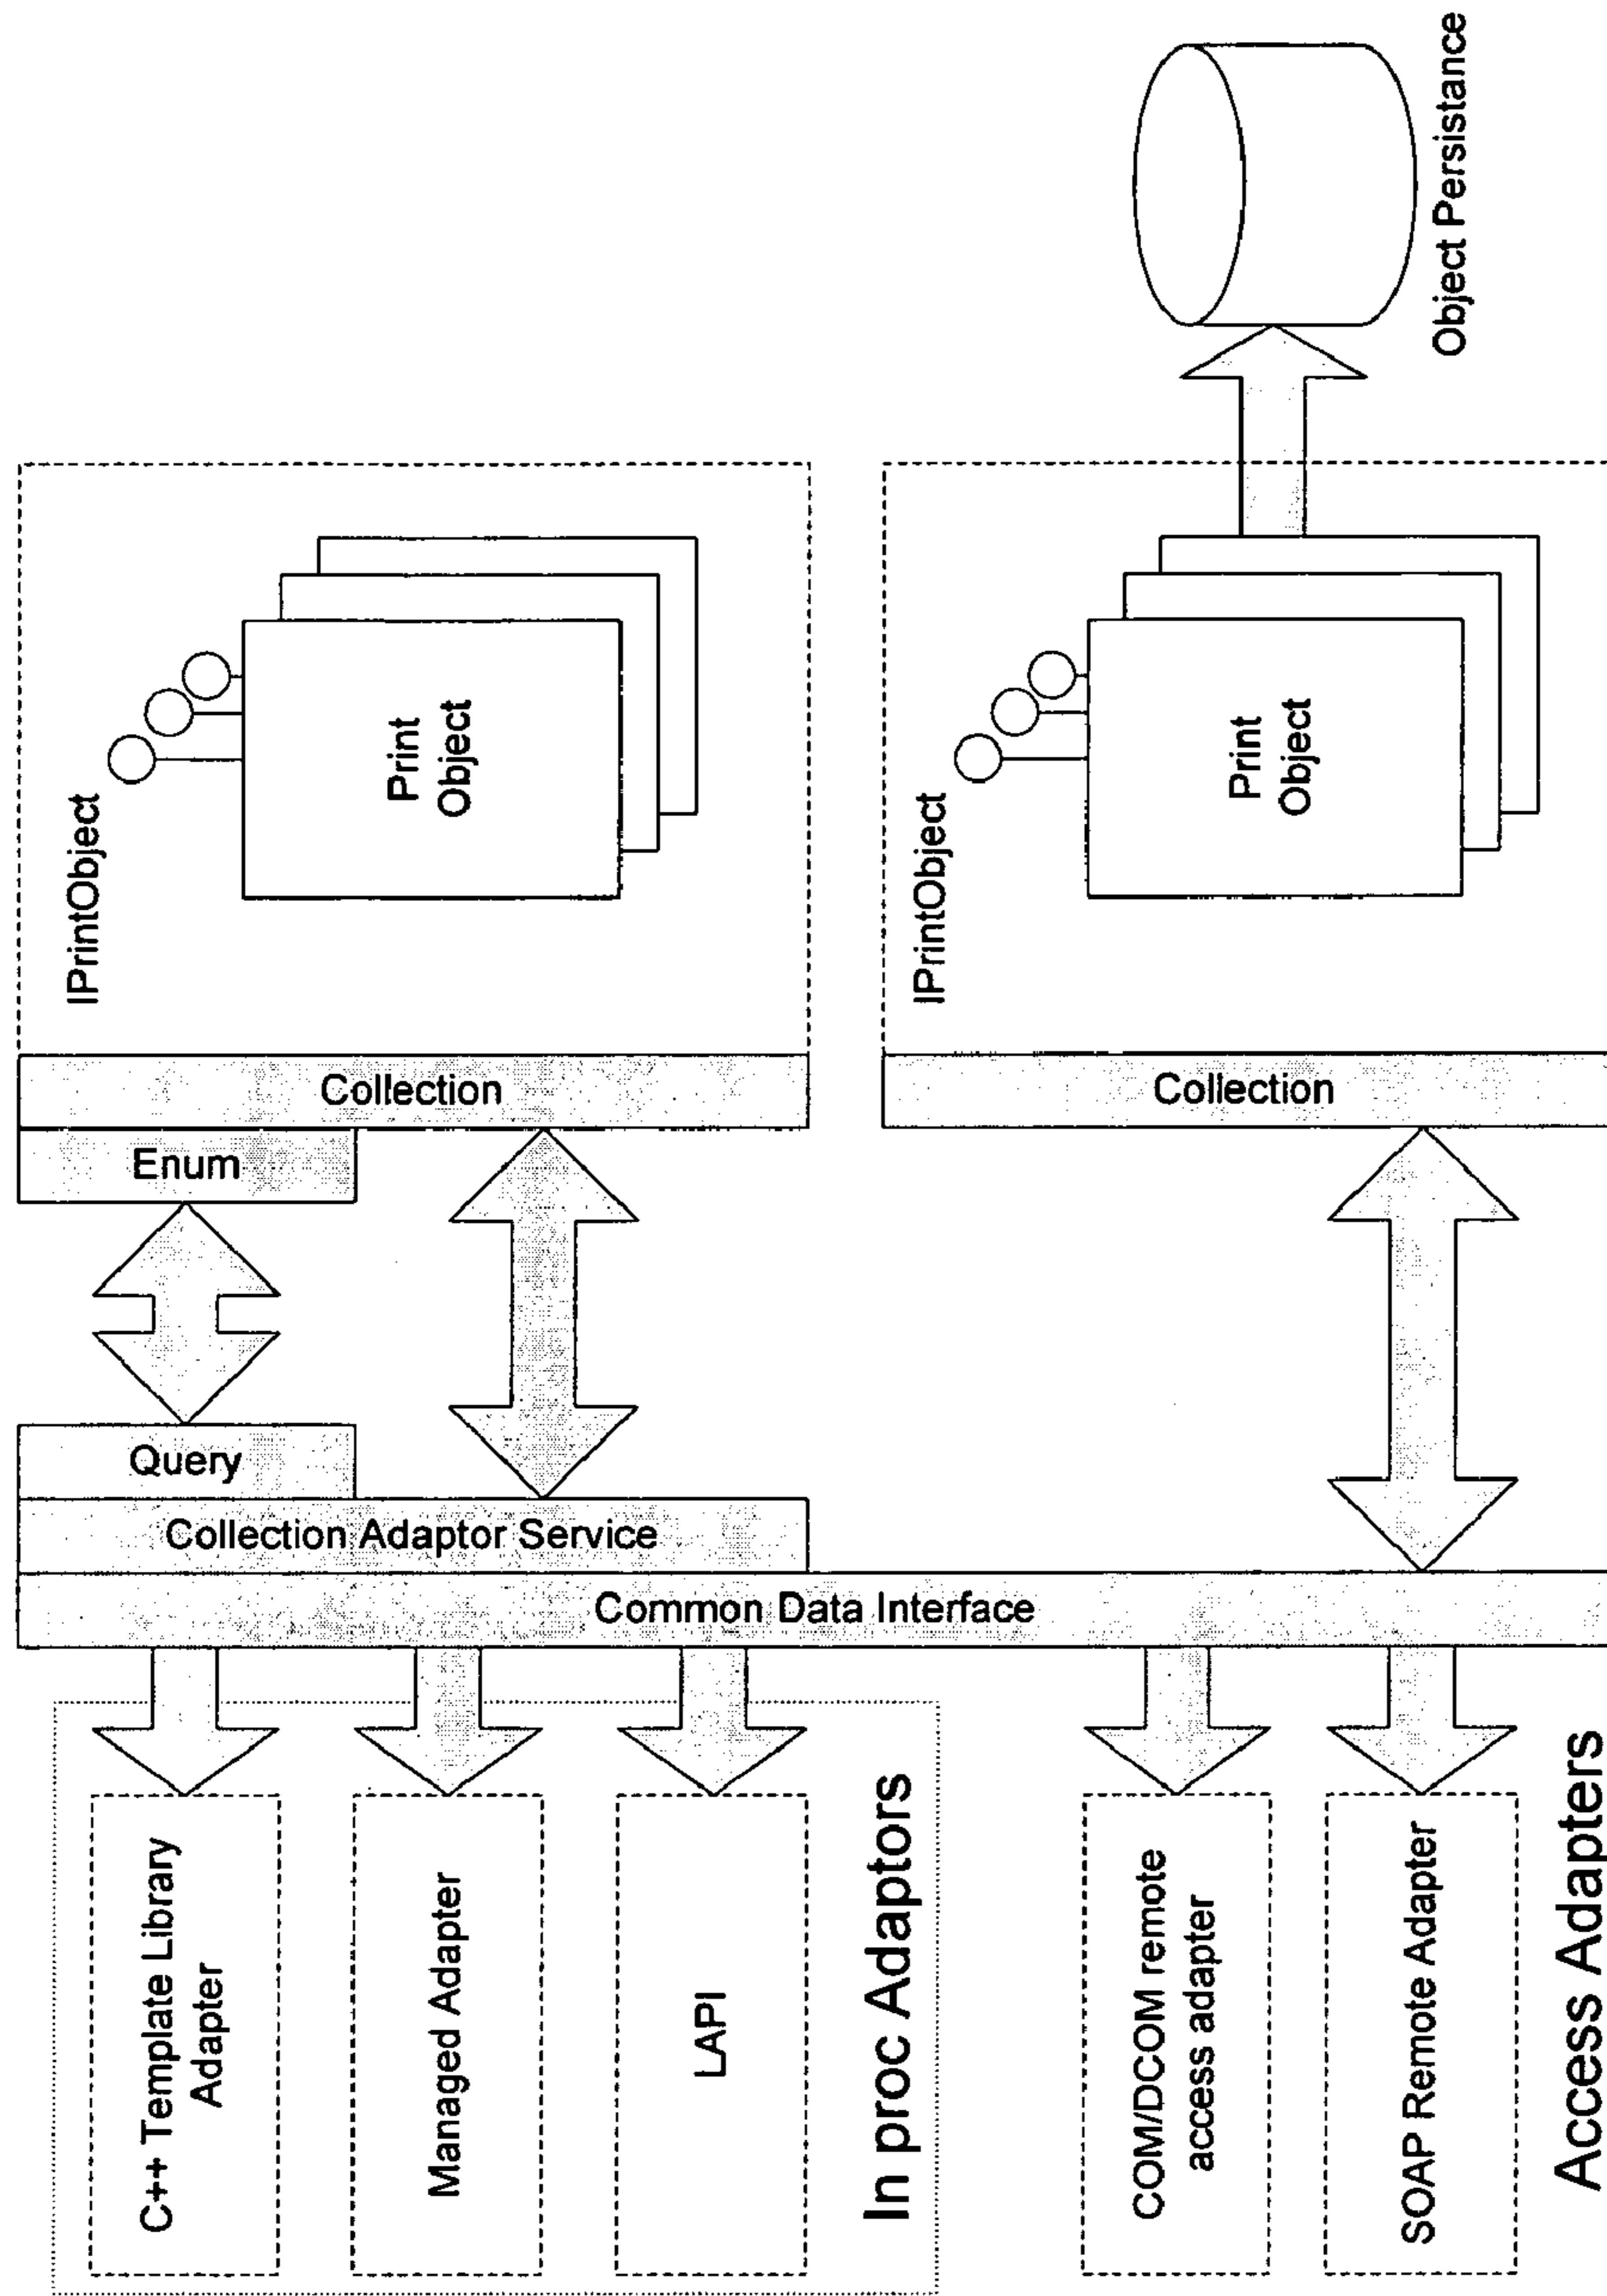 C++ Template Library
Adapter
Managed Adapter
LAPI
In proc Adaptors
COM/DCOM remote
access adapter
SOAP Remote Adapter
Access Adapters
Common Data Interface
Collection Adaptor Service
Query
Enum
Collection
IPrintObject
Print
Object
Collection
IPrintObject
Print
Object
Object Persistance